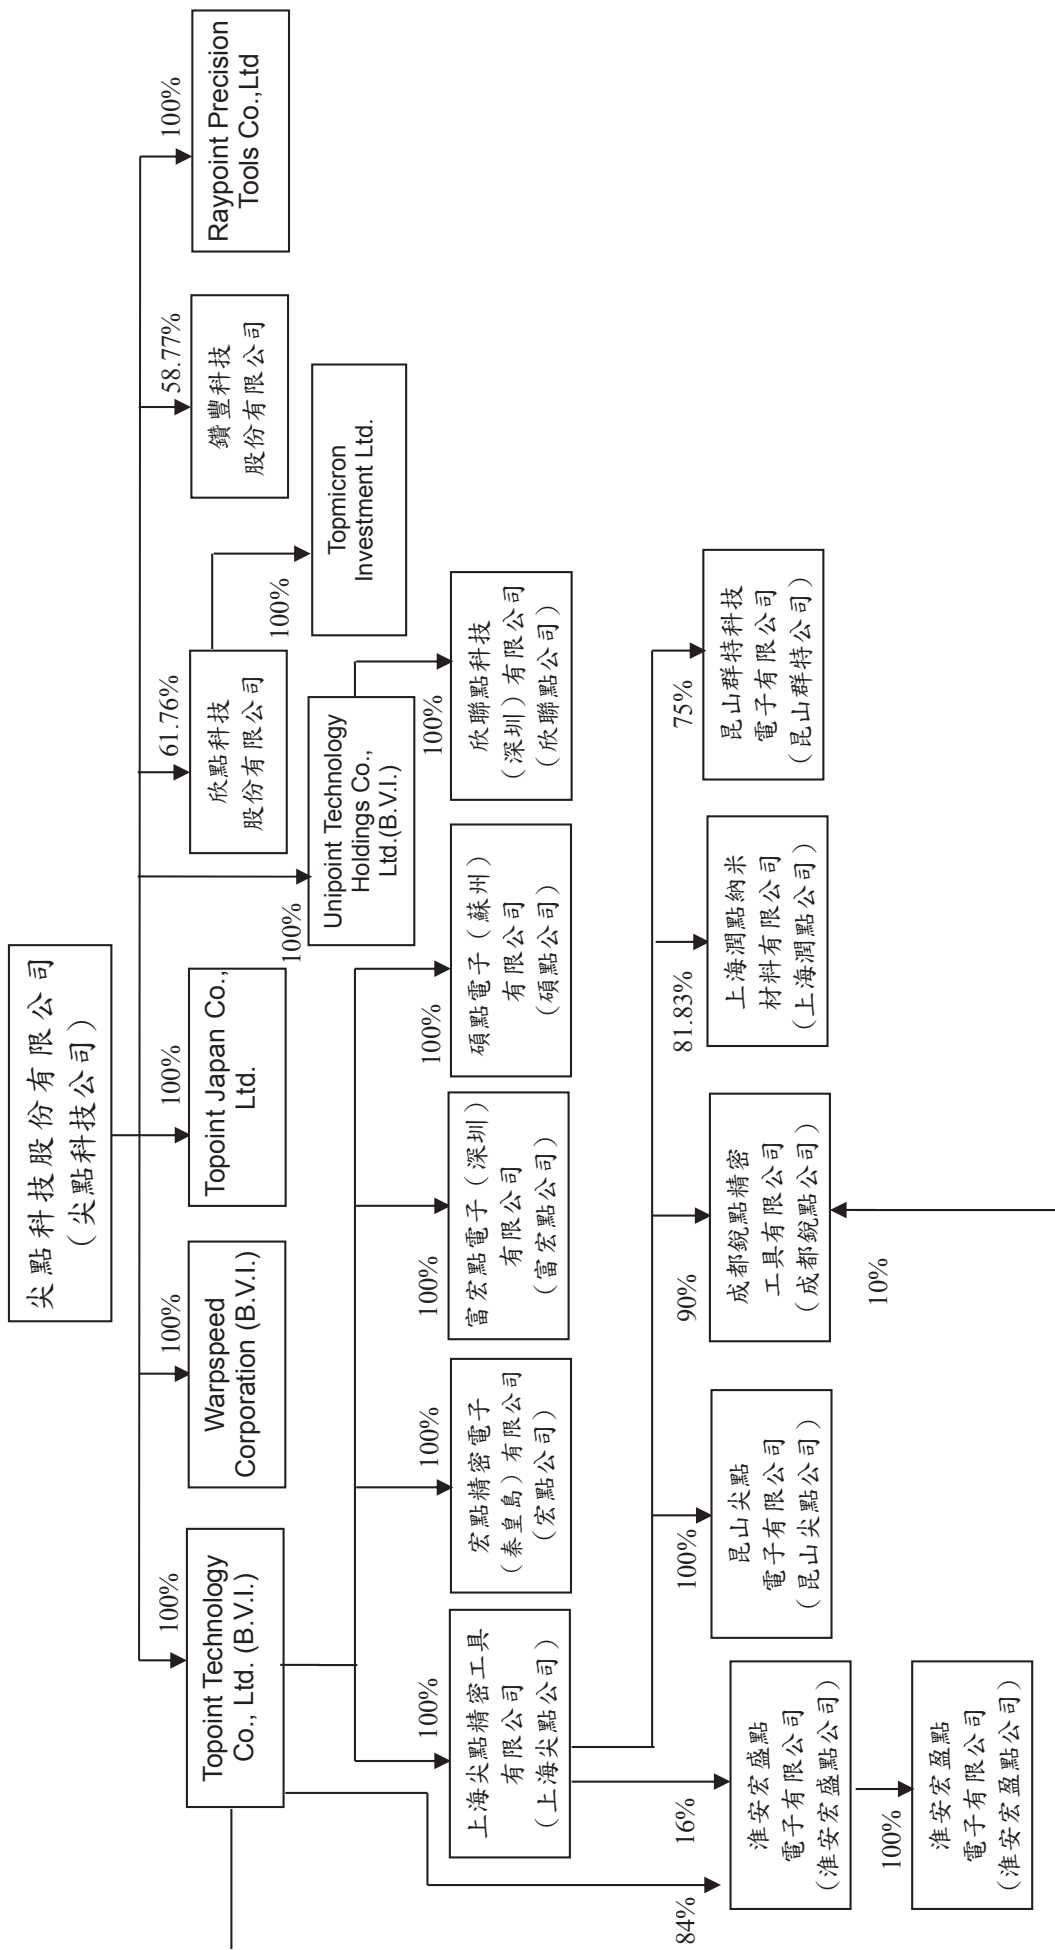 尖點科技股份有限公司
（尖點科技公司）
100%
Topoint Technology
Co., Ltd. (B.V.I.)
100%
Warpspeed
Corporation (B.V.I.)
100%
Topoint Japan Co.,
Ltd.
61.76%
欣點科技
股份有限公司
58.77%
鑽豐科技
股份有限公司
100%
Raypoint Precision
Tools Co.,Ltd
100%
Unipoint Technology
Holdings Co.,
Ltd.(B.V.I.)
100%
Topmicron
Investment Ltd.
100%
上海尖點精密工具
有限公司
（上海尖點公司）
100%
宏點精密電子
（秦皇島）有限公司
（宏點公司）
100%
富宏點電子（深圳）
有限公司
（富宏點公司）
100%
碩點電子（蘇州）
有限公司
（碩點公司）
100%
欣聯點科技
（深圳）有限公司
（欣聯點公司）
84%
16%
淮安宏盛點
電子有限公司
（淮安宏盛點公司）
100%
昆山尖點
電子有限公司
（昆山尖點公司）
90%
成都銳點精密
工具有限公司
（成都銳點公司）
81.83%
上海潤點納米
材料有限公司
（上海潤點公司）
75%
昆山群特科技
電子有限公司
（昆山群特公司）
10%
100%
淮安宏盈點
電子有限公司
（淮安宏盈點公司）